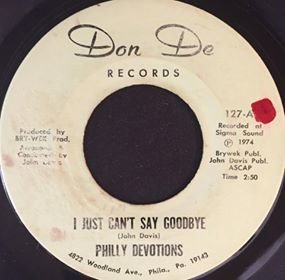 Don De
RECORDS
Produced by
BRY-WEK Prod.
Arranged &
Conducted by
John Davis
127-A
Recorded at
Sigma Sound
Ⓟ 1974
Brywek Publ.
John Davis Publ.
ASCAP
Time 2:50
I JUST CAN'T SAY GOODBYE
(John Davis)
PHILLY DEVOTIONS
4822 Woodland Ave., Phila., Pa. 19143